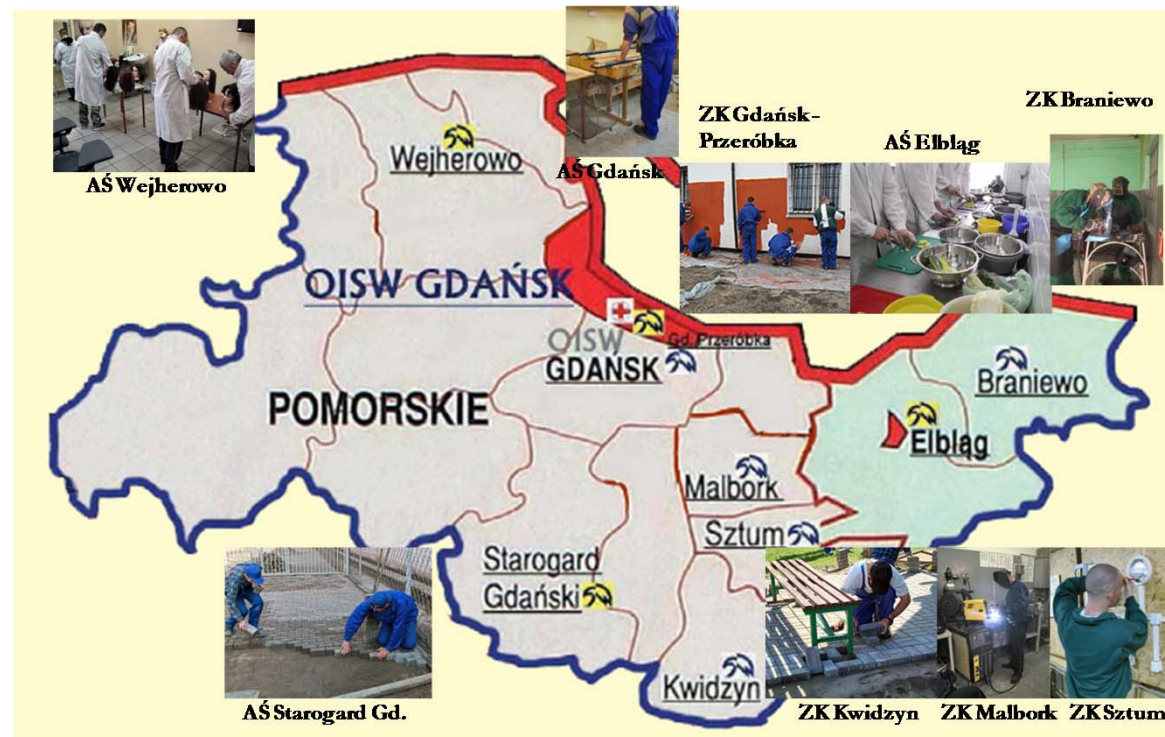 ZK Braniewo
ZK Gdańsk-
Przeróbka
AŚ Elbląg
AŚ Wejherowo
AŚ Gdańsk
Wejherowo
OISW GDAŃSK
OISW
GDAŃSK
Gd. Przeróbka
POMORSKIE
Braniewo
Elbląg
Malbork
Sztum
Starogard
Gdański
Kwidzyn
AŚ Starogard Gd.
ZK Kwidzyn
ZK Malbork
ZK Sztum